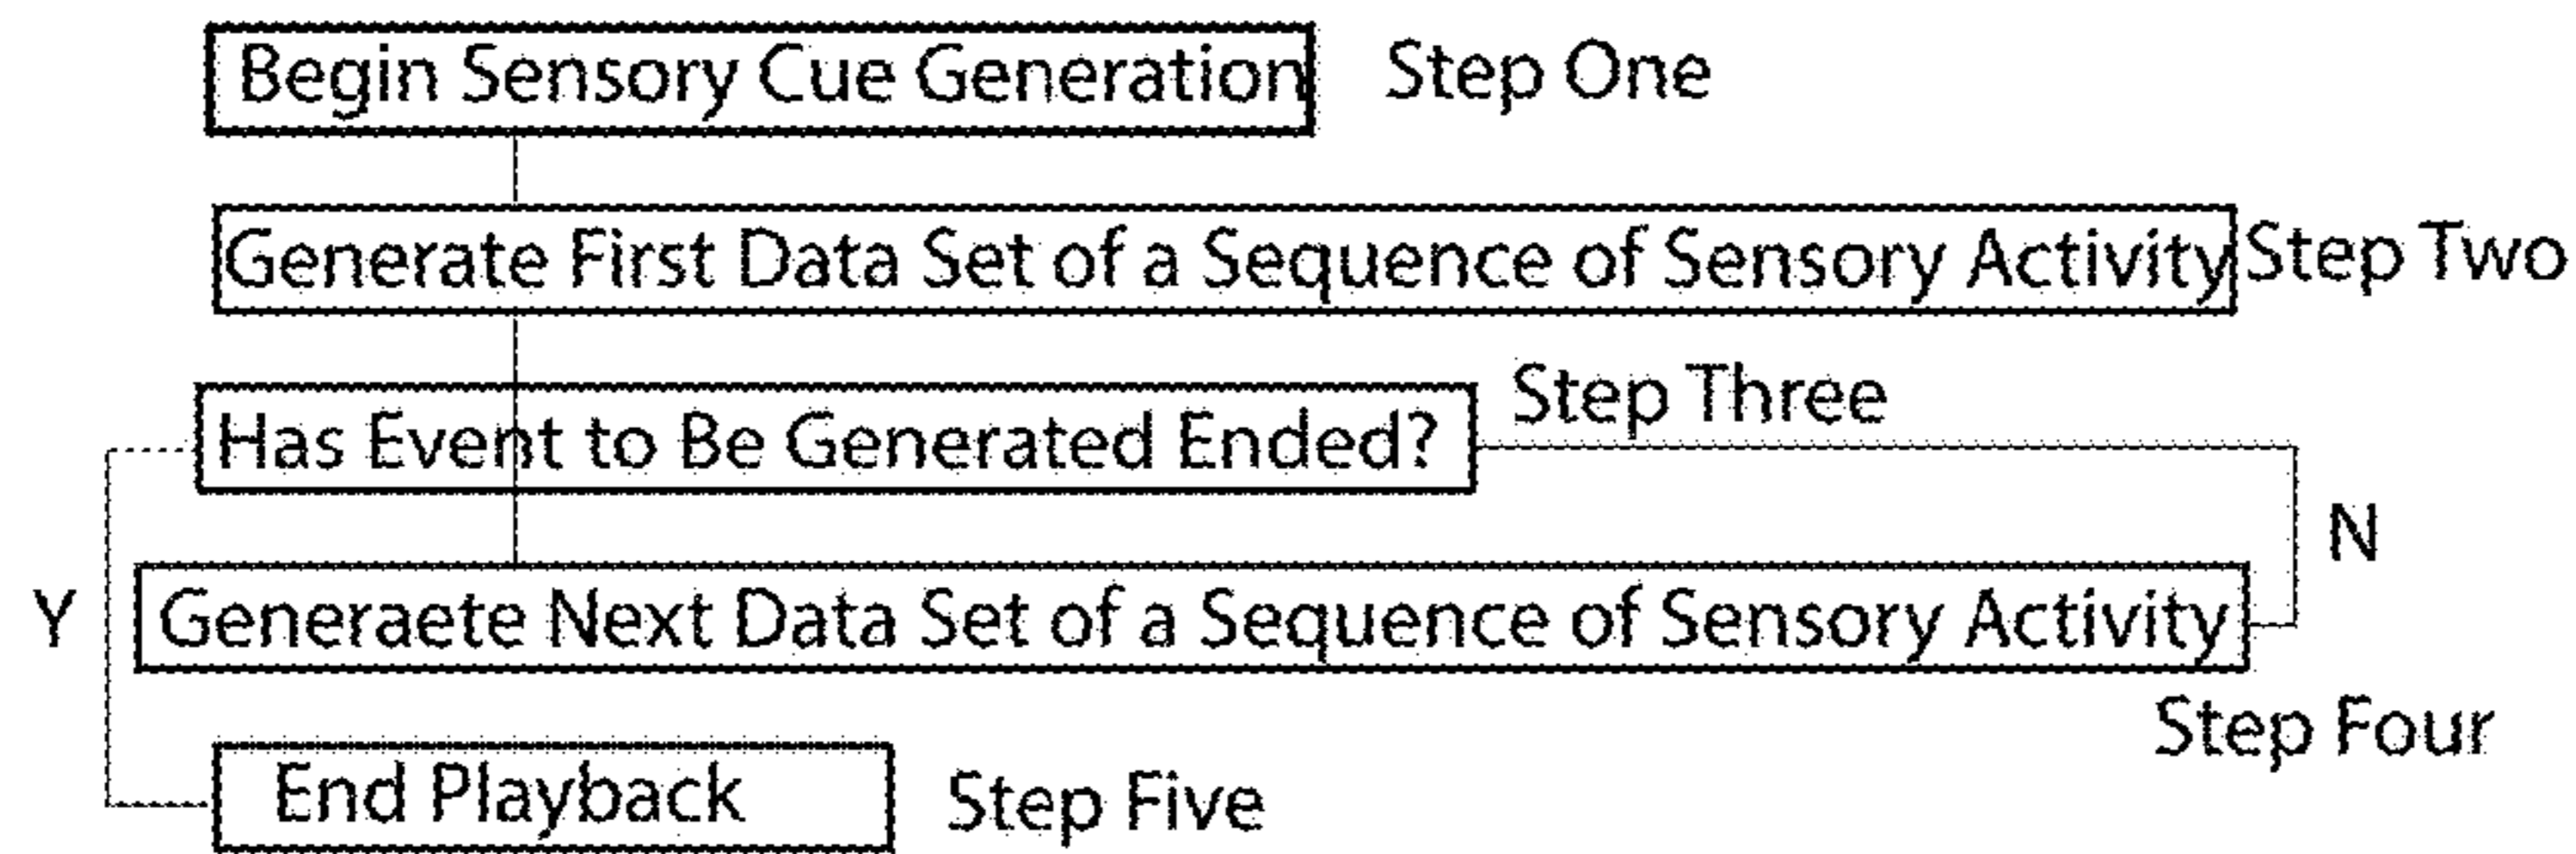 Begin Sensory Cue Generation Step One
Generate First Data Set of a Sequence of Sensory Activity Step Two
Step Three
Has Event to Be Generated Ended?
N
Y Generaete Next Data Set of a Sequence of Sensory Activity
Step Four
End Playback Step Five